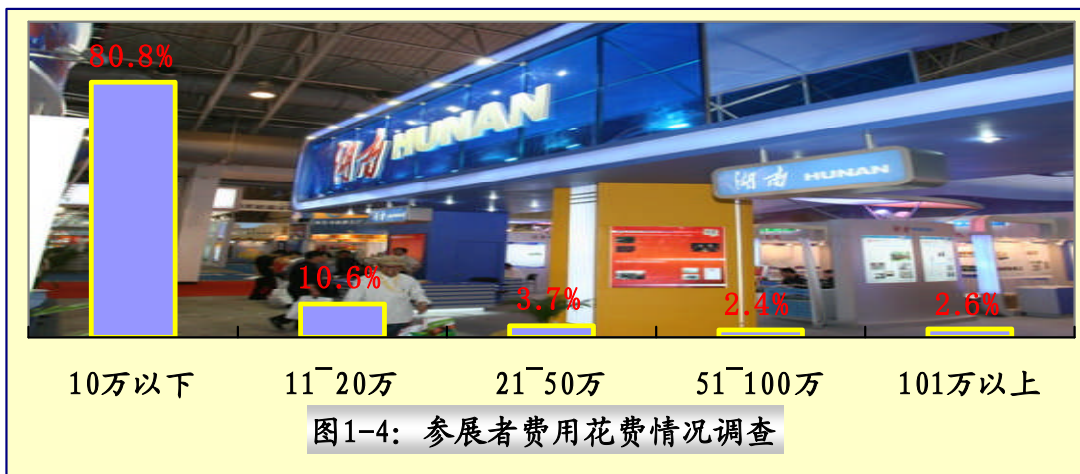 80.8%
湖南 HUNAN
湖南 HUNAN
10.6%
3.7%
2.4%
2.6%
10万以下
11~20万
21~50万
51~100万
101万以上
图1-4: 参展者费用花费情况调查